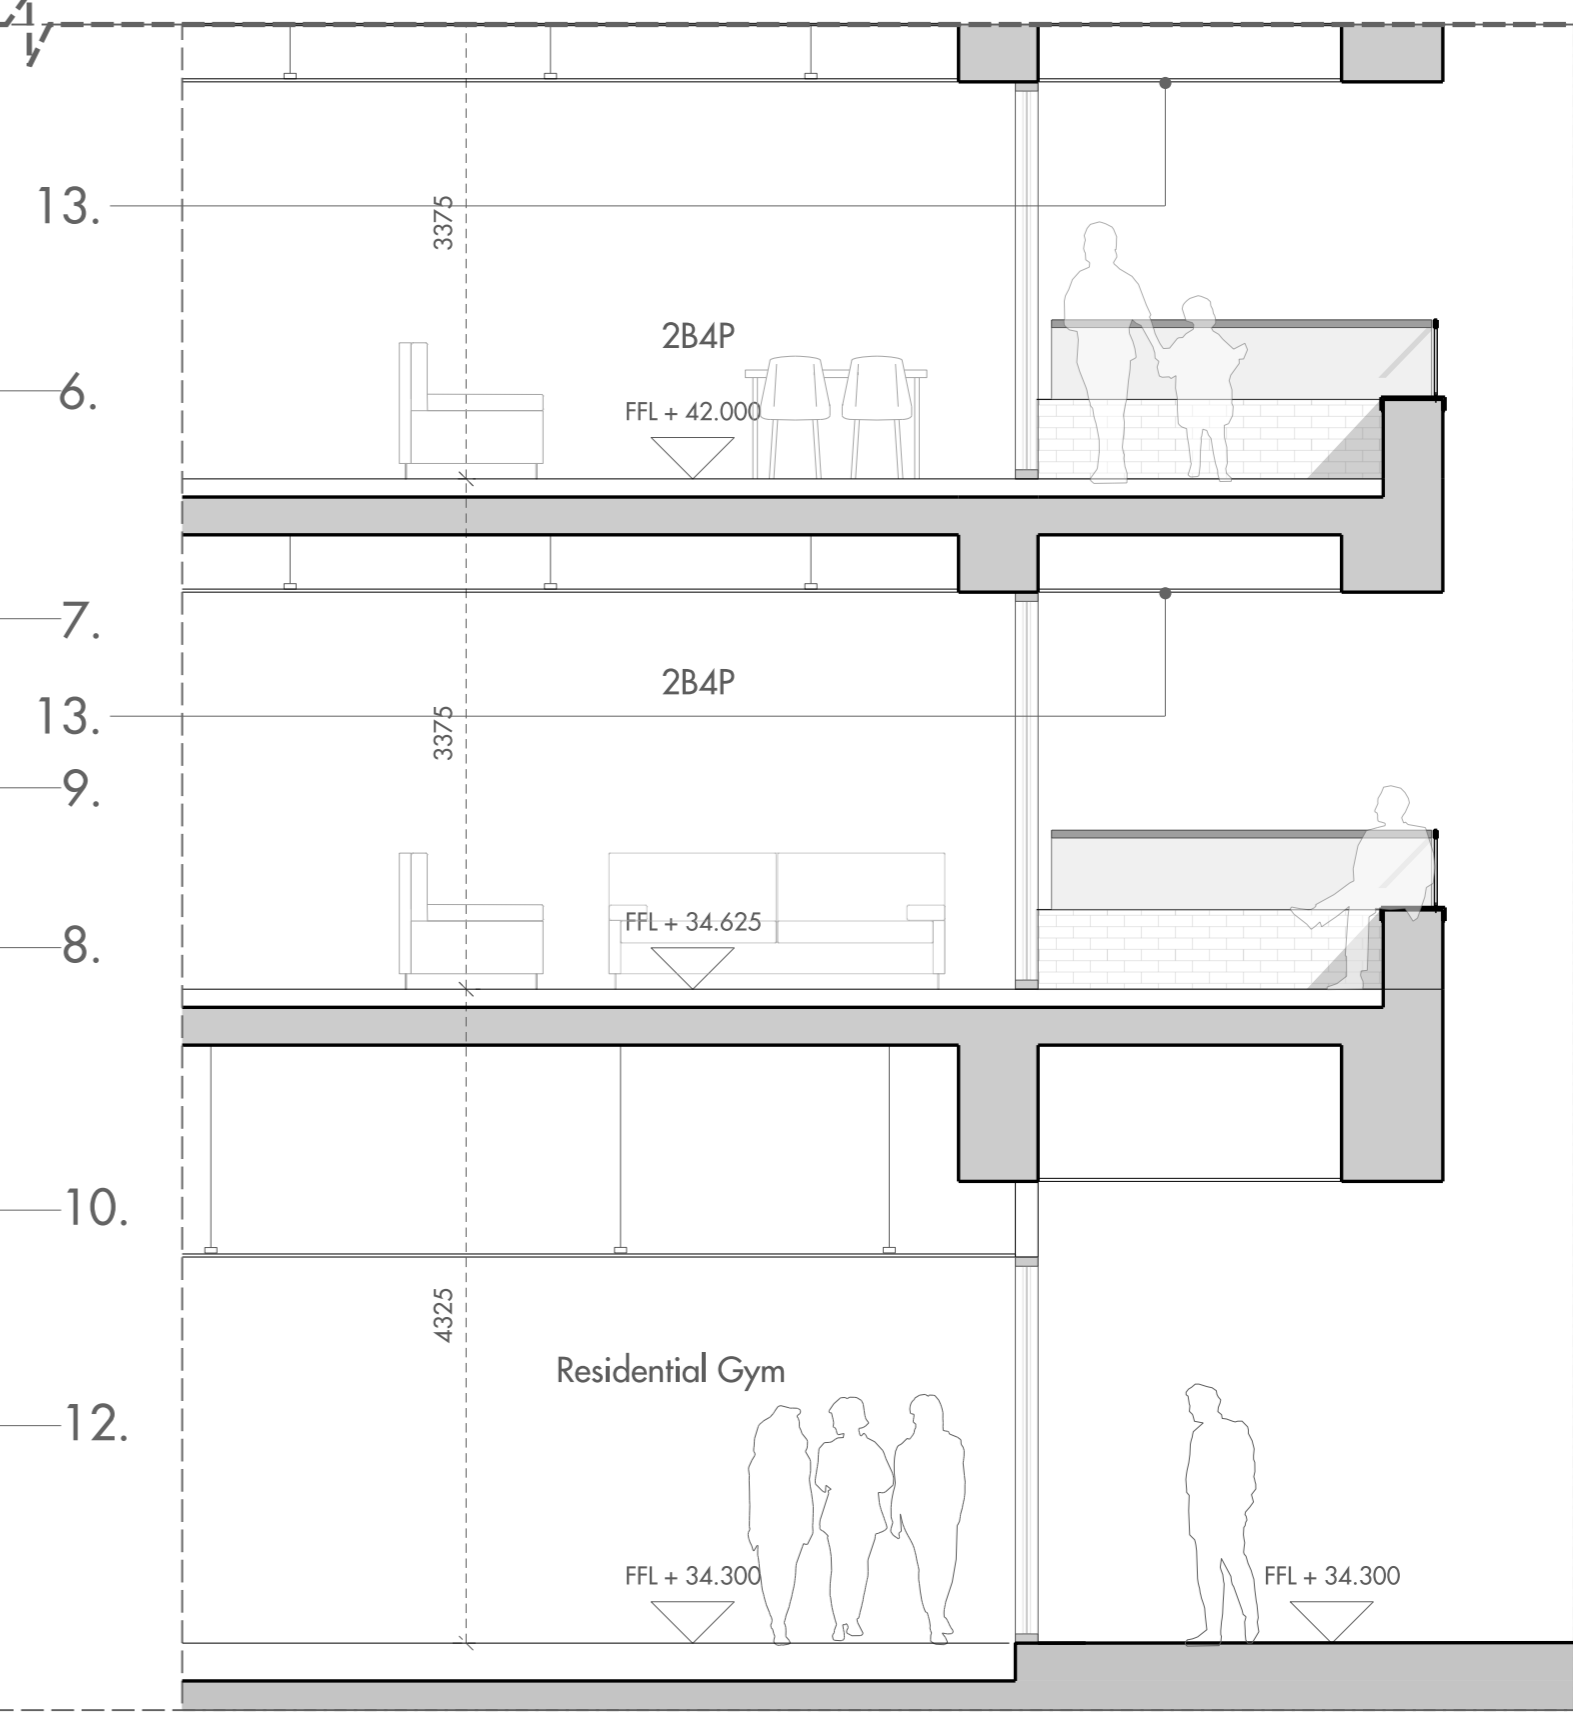 13.
3375
2B4P
6.
FFL + 42.000
7.
2B4P
13.
3375
9.
FFL + 34.625
8.
10.
4325
Residential Gym
12.
FFL + 34.300
FFL + 34.300